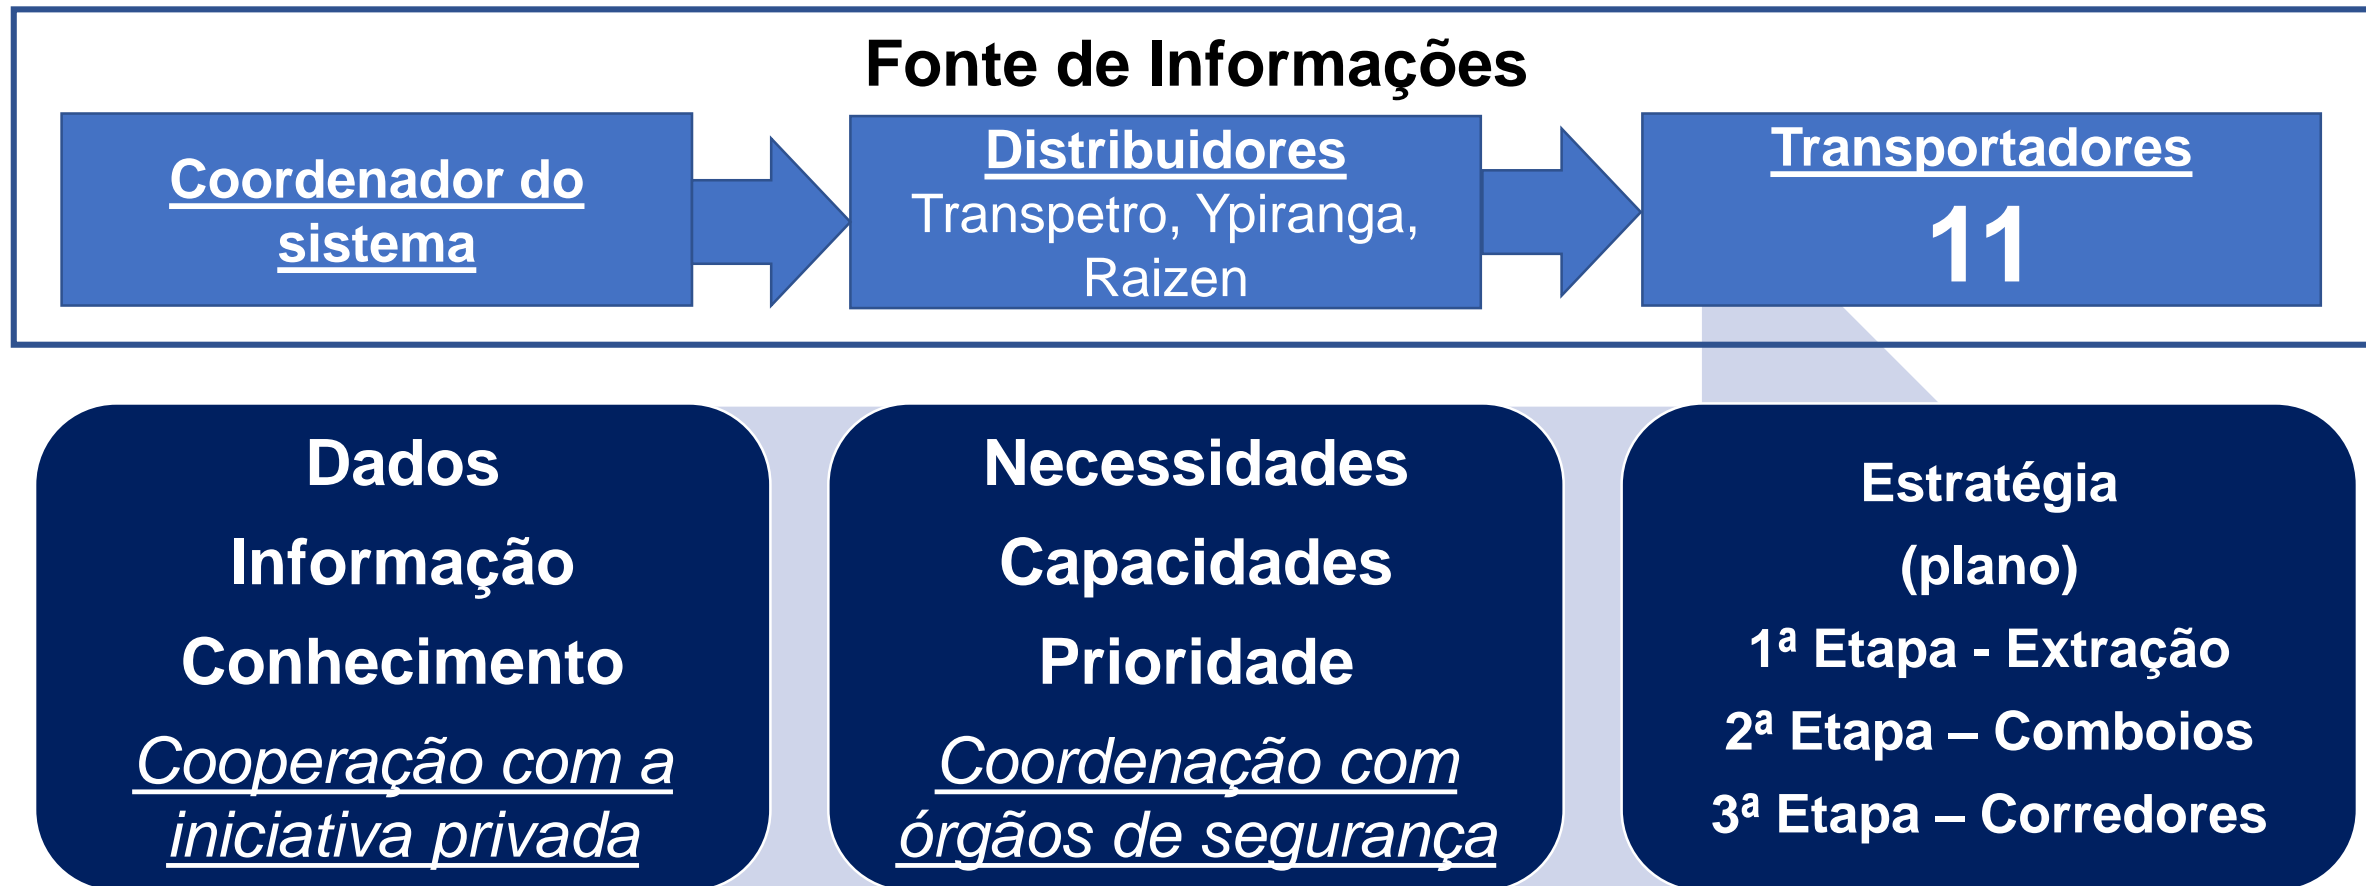 Fonte de Informações
Coordenador do
sistema
Distribuidores
Transpetro, Ypiranga,
Raizen
Transportadores
11
Dados
Informação
Conhecimento
Cooperação com a
iniciativa privada
Necessidades
Capacidades
Prioridade
Coordenação com
órgãos de segurança
Estratégia
(plano)
1ª Etapa - Extração
2ª Etapa – Comboios
3ª Etapa – Corredores